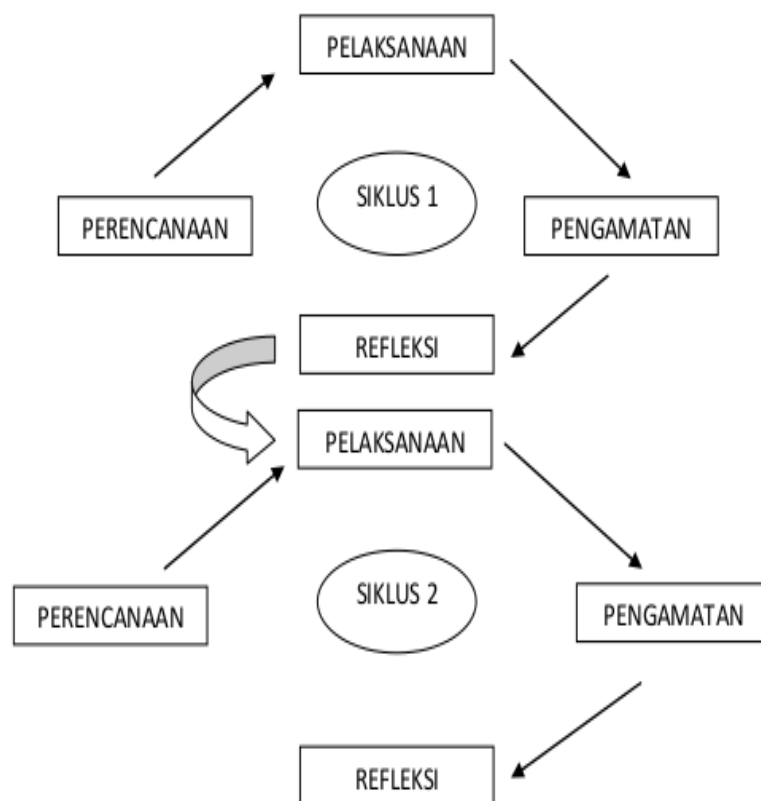 PELAKSANAAN
SIKLUS 1
PERENCANAAN
PENGAMATAN
REFLEKSI
PELAKSANAAN
SIKLUS 2
PERENCANAAN
PENGAMATAN
REFLEKSI